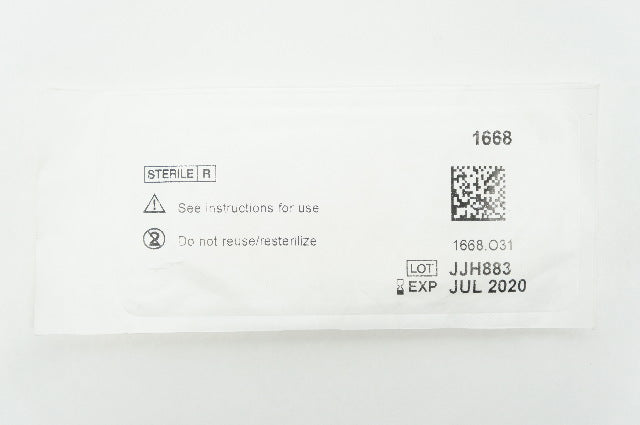 1668
STERILE R
See instructions for use
Do not reuse/resterilize
1668.O31
LOT JJH883
EXP JUL 2020